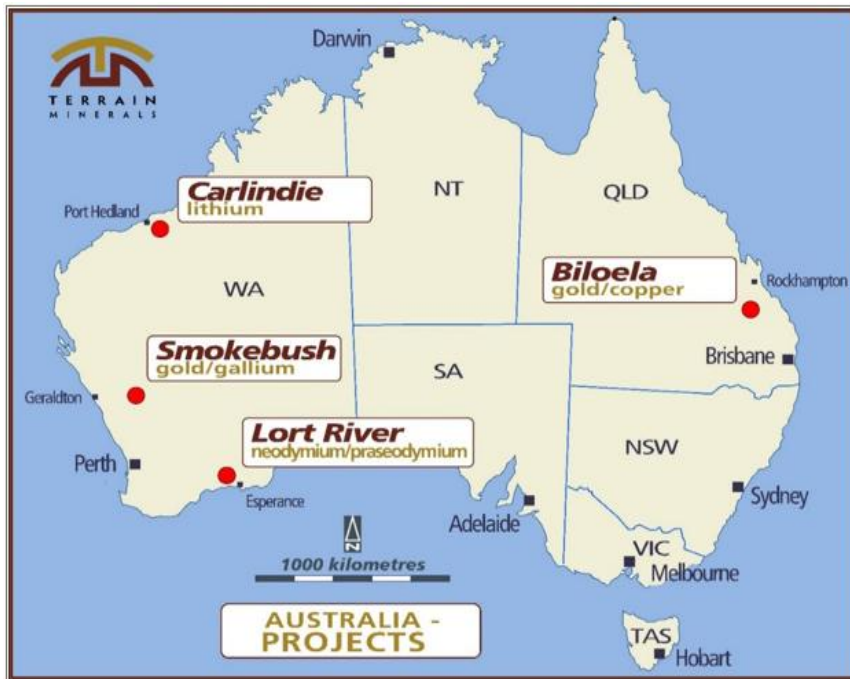 TERRAIN
MINERALS
Darwin
Carlindie
lithium
Port Hedland
NT
QLD
WA
Biloela
gold/copper
Rockhampton
Smokebush
gold/gallium
SA
Brisbane
Geraldton
Lort River
neodymium/praseodymium
NSW
Perth
Esperance
Adelaide
Sydney
N
VIC
Melbourne
1000 kilometres
AUSTRALIA -
PROJECTS
TAS
Hobart